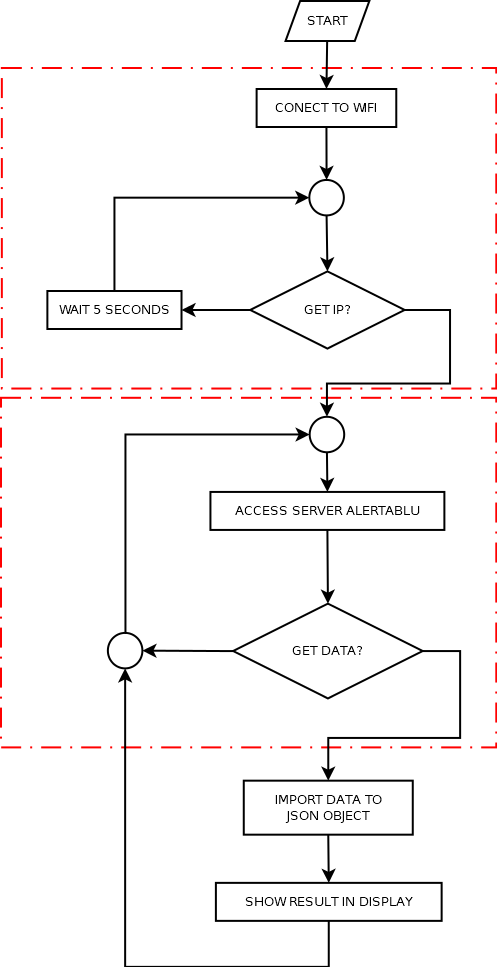 START
CONECT TO WIFI
GET IP?
WAIT 5 SECONDS
ACCESS SERVER ALERTABLU
GET DATA?
IMPORT DATA TO
JSON OBJECT
SHOW RESULT IN DISPLAY